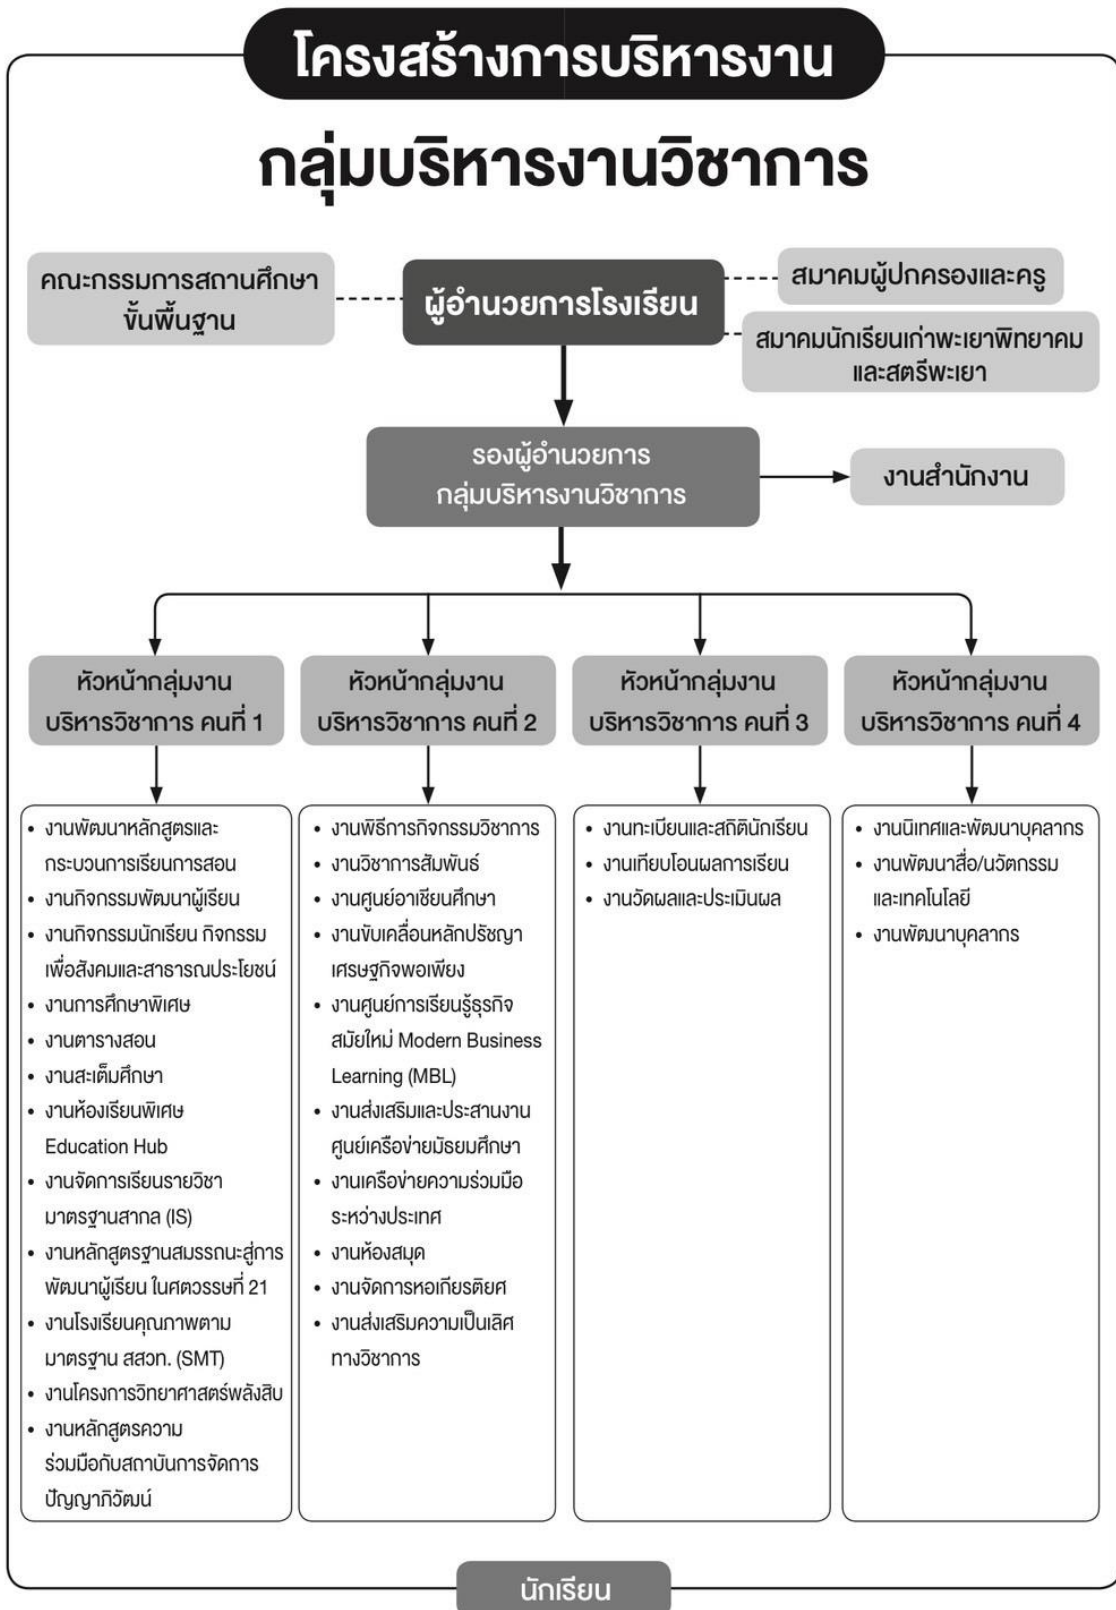 โครงสร้างการบริหารงาน
กลุ่มบริหารงานวิชาการ
คณะกรรมการสถานศึกษา
ขั้นพื้นฐาน
ผู้อำนวยการโรงเรียน
สมาคมผู้ปกครองและครู
สมาคมนักเรียนเก่าพะเยาพิทยาคม
และสตรีพะเยา
รองผู้อำนวยการ
กลุ่มบริหารงานวิชาการ
งานสำนักงาน
หัวหน้ากลุ่มงาน
บริหารวิชาการ คนที่ 1
หัวหน้ากลุ่มงาน
บริหารวิชาการ คนที่ 2
หัวหน้ากลุ่มงาน
บริหารวิชาการ คนที่ 3
หัวหน้ากลุ่มงาน
บริหารวิชาการ คนที่ 4
• งานพัฒนาหลักสูตรและ
กระบวนการเรียนการสอน
• งานกิจกรรมพัฒนาผู้เรียน
• งานกิจกรรมนักเรียน กิจกรรม
เพื่อสังคมและสาธารณประโยชน์
• งานการศึกษาพิเศษ
• งานตารางสอน
• งานสะเต็มศึกษา
• งานห้องเรียนพิเศษ
Education Hub
• งานจัดการเรียนรายวิชา
มาตรฐานสากล (IS)
• งานหลักสูตรฐานสมรรถนะสู่การ
พัฒนาผู้เรียน ในศตวรรษที่ 21
• งานโรงเรียนคุณภาพตาม
มาตรฐาน สสวท. (SMT)
• งานโครงการวิทยาศาสตร์พลังสิบ
• งานหลักสูตรความ
ร่วมมือกับสถาบันการจัดการ
ปัญญาภิวัฒน์
• งานพิธีการกิจกรรมวิชาการ
• งานวิชาการสัมพันธ์
• งานศูนย์อาเซียนศึกษา
• งานขับเคลื่อนหลักปรัชญา
เศรษฐกิจพอเพียง
• งานศูนย์การเรียนรู้ธุรกิจ
สมัยใหม่ Modern Business
Learning (MBL)
• งานส่งเสริมและประสานงาน
ศูนย์เครือข่ายมัธยมศึกษา
• งานเครือข่ายความร่วมมือ
ระหว่างประเทศ
• งานห้องสมุด
• งานจัดการหอเกียรติยศ
• งานส่งเสริมความเป็นเลิศ
ทางวิชาการ
• งานทะเบียนและสถิตินักเรียน
• งานเทียบโอนผลการเรียน
• งานวัดผลและประเมินผล
• งานนิเทศและพัฒนาบุคลากร
• งานพัฒนาสื่อ/นวัตกรรม
และเทคโนโลยี
• งานพัฒนาบุคลากร
นักเรียน